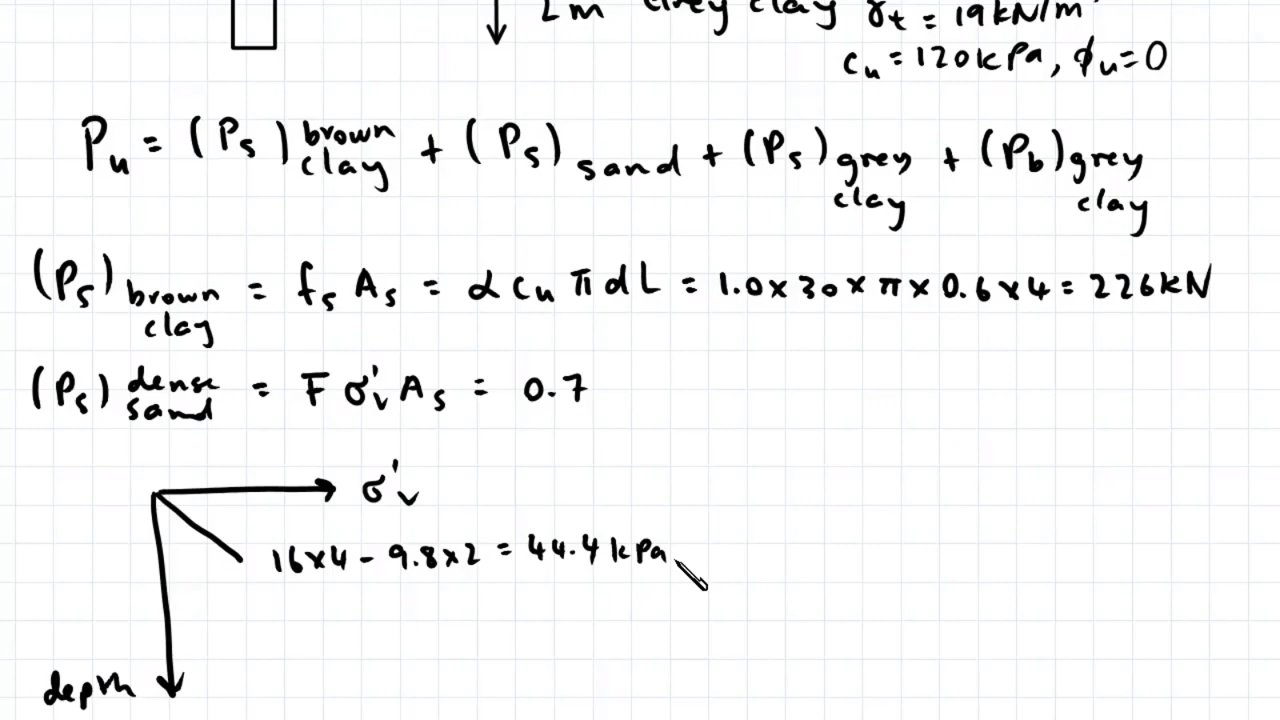 2m Grey clay γt = 19kN/m³
cu = 120kPa, ϕu = 0
Pu = (Ps) brown clay + (Ps) sand + (Ps) grey clay + (Pb) grey clay
(Ps) brown clay = fs As = α cu π d L = 1.0 × 30 × π × 0.6 × 4 = 226kN
(Ps) dense sand = F σ'v As = 0.7
σ'v
16×4 - 9.8×2 = 44.4 kPa
depth